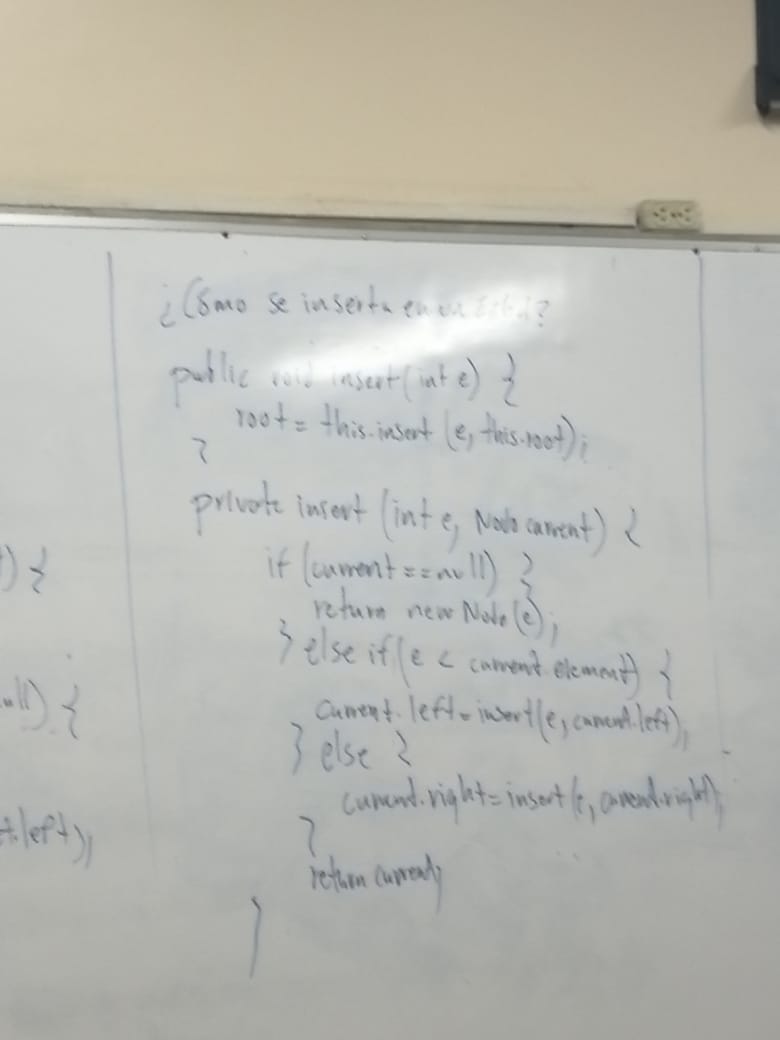 ) {
ull) {
t.left);
¿Cómo se inserta en un
public void insert(int e) {
root = this.insert (e, this.root);
}
private insert (int e, Nodo current) {
if (current == null) {
return new Nodo (e);
} else if (e < current.element) {
current.left = insert(e, current.left);
} else {
current.right = insert(e, current.right);
}
return current;
}